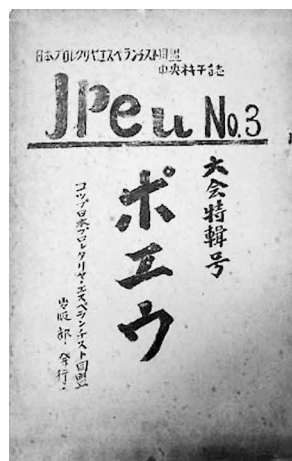 日本プロレタリヤエスペランチスト同盟
中央
JPeu No.3
大会特輯号
ポエウ
コップ日本プロレタリヤ・エスペランチスト同盟
出版部・発行・